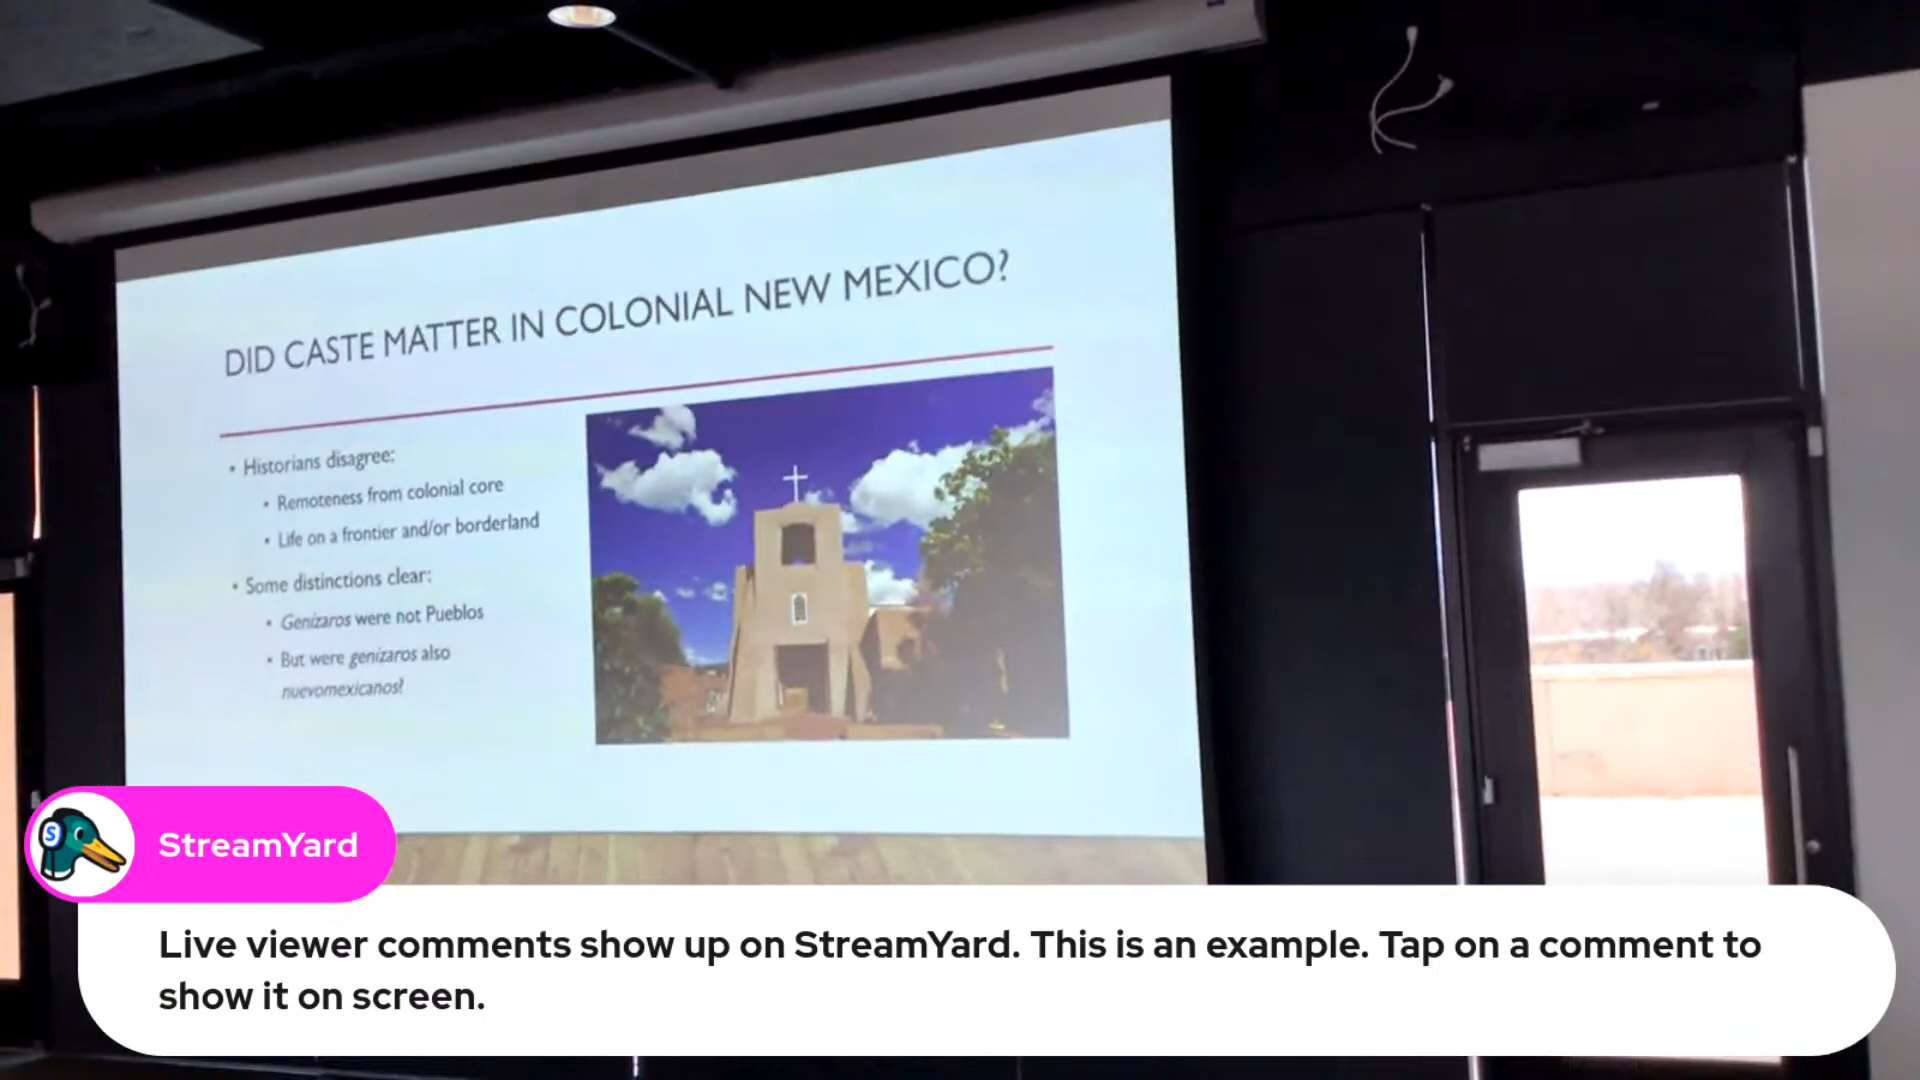 DID CASTE MATTER IN COLONIAL NEW MEXICO?
• Historians disagree:
• Remoteness from colonial core
• Life on a frontier and/or borderland
• Some distinctions clear:
• Genízaros were not Pueblos
• But were genízaros also
nuevomexicanos?
S
StreamYard
Live viewer comments show up on StreamYard. This is an example. Tap on a comment to
show it on screen.